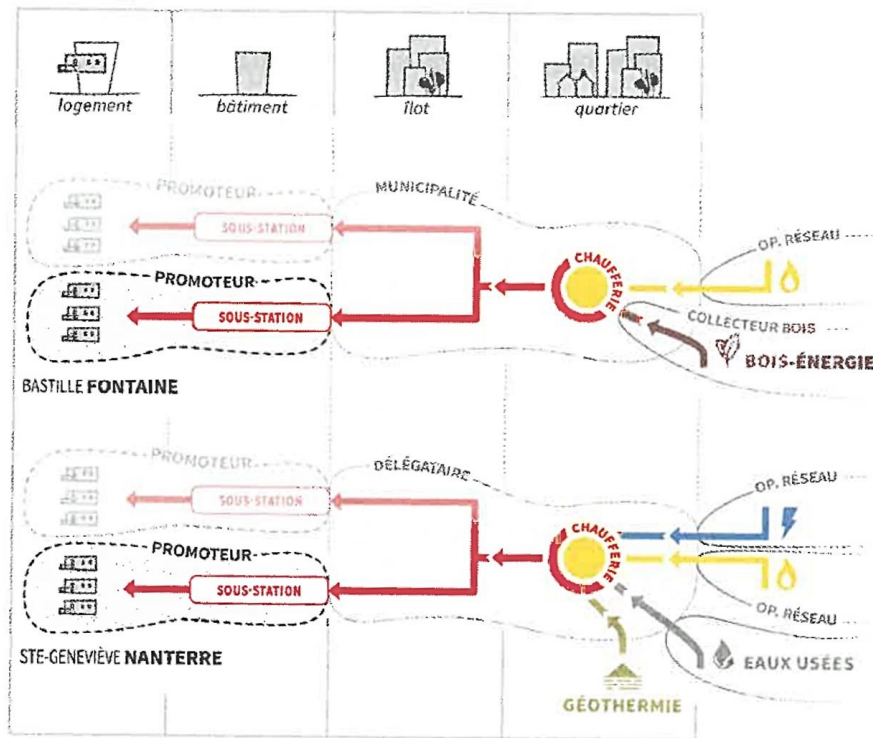 logement
bâtiment
îlot
quartier
PROMOTEUR
MUNICIPALITÉ
SOUS-STATION
OP. RÉSEAU
CHAUFFERIE
PROMOTEUR
SOUS-STATION
COLLECTEUR BOIS
BOIS-ÉNERGIE
BASTILLE FONTAINE
PROMOTEUR
DÉLÉGATAIRE
SOUS-STATION
OP. RÉSEAU
CHAUFFERIE
PROMOTEUR
SOUS-STATION
OP. RÉSEAU
STE-GENEVIÈVE NANTERRE
EAUX USÉES
GÉOTHERMIE